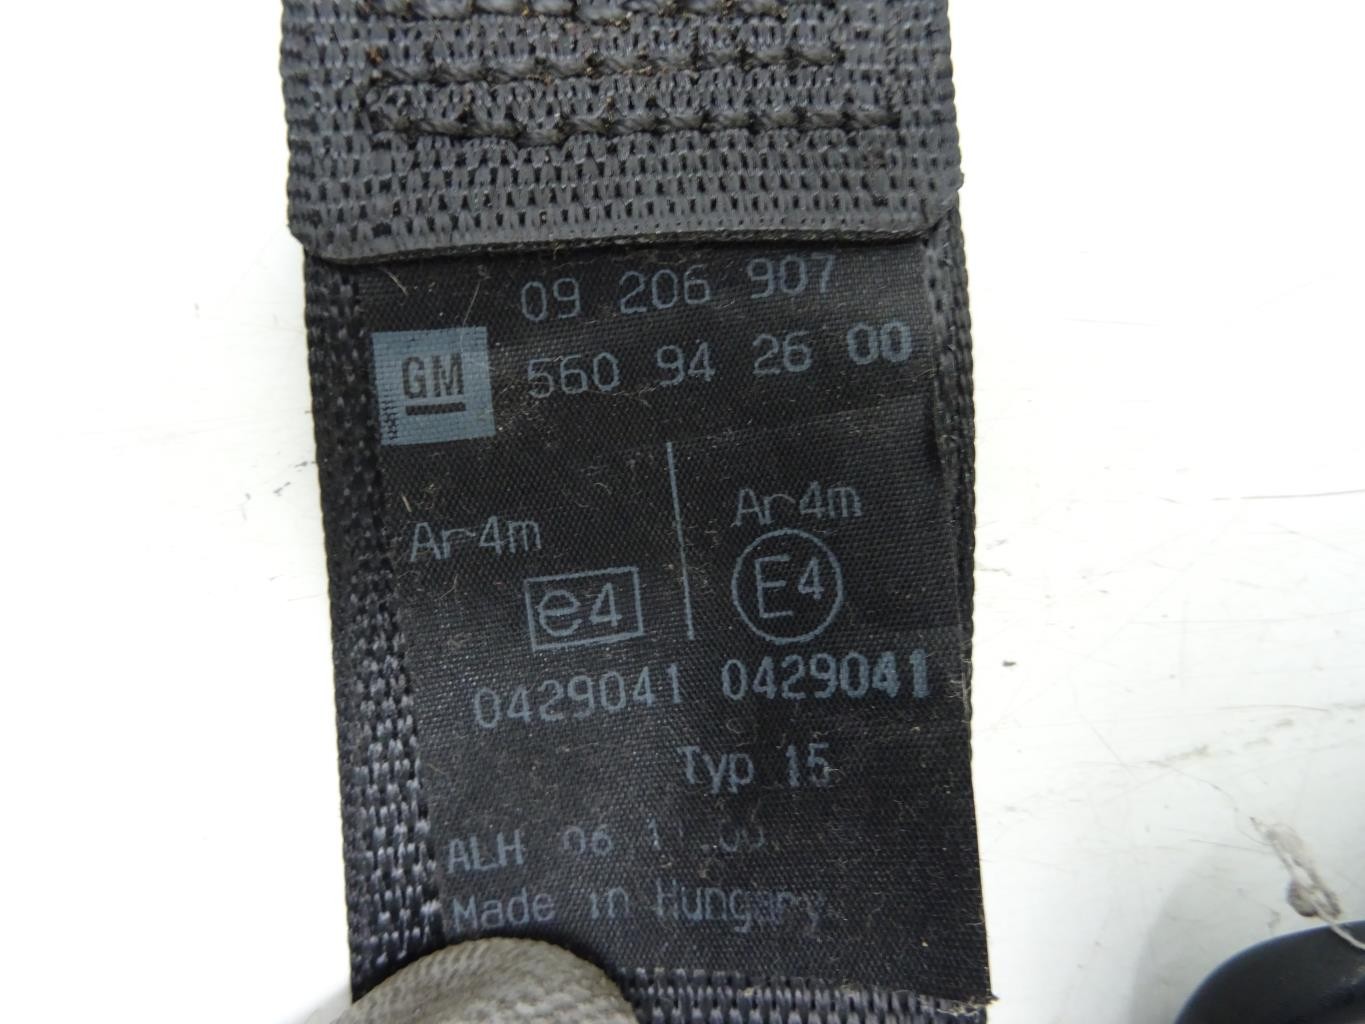 09 206 907
GM 560 94 26 00
Ar4m Ar4m
e4 E4
0429041 0429041
Typ 15
ALH 06
Made in Hungary